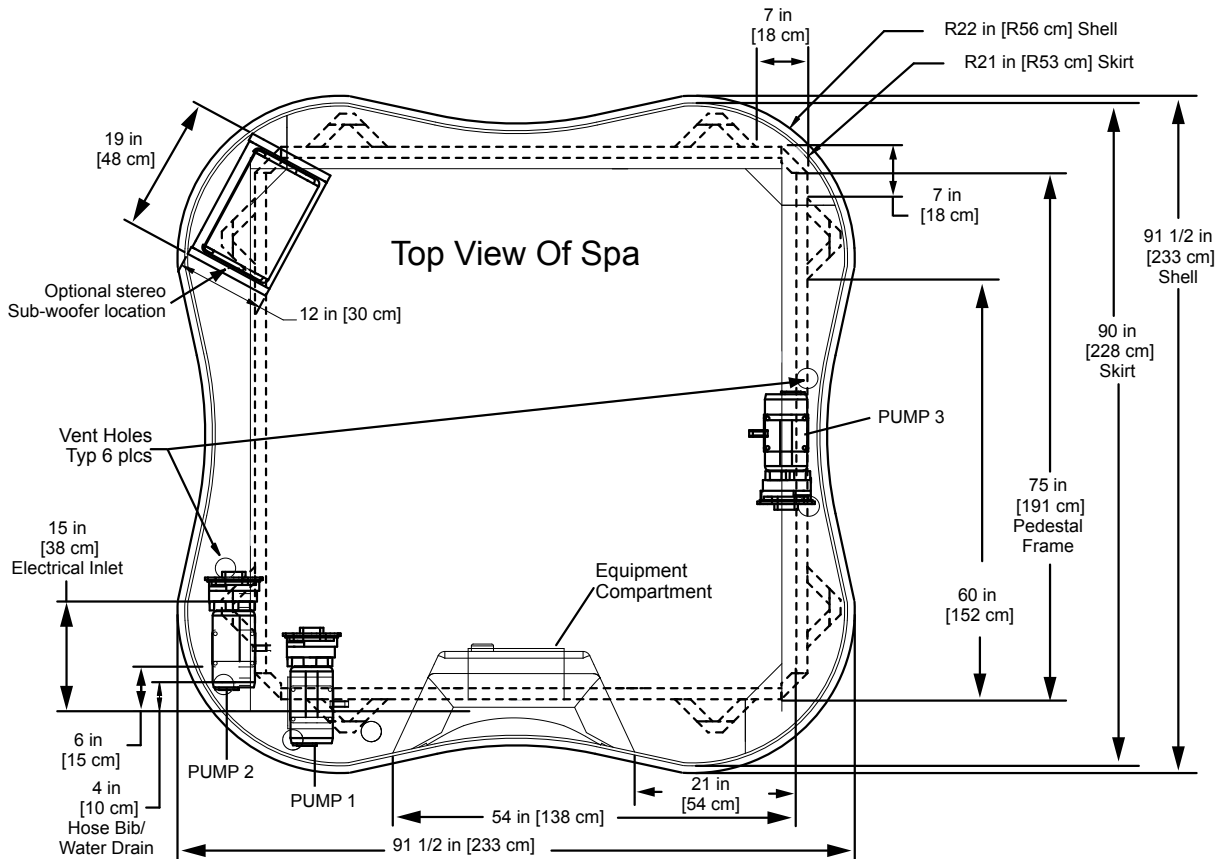 7 in
[18 cm]
R22 in [R56 cm] Shell
R21 in [R53 cm] Skirt
19 in
[48 cm]
7 in
[18 cm]
Top View Of Spa
91 1/2 in
[233 cm]
Shell
Optional stereo
Sub-woofer location
12 in [30 cm]
90 in
[228 cm]
Skirt
Vent Holes
Typ 6 plcs
PUMP 3
75 in
[191 cm]
Pedestal
Frame
15 in
[38 cm]
Electrical Inlet
Equipment
Compartment
60 in
[152 cm]
6 in
[15 cm]
PUMP 2
PUMP 1
4 in
[10 cm]
Hose Bib/
Water Drain
21 in
[54 cm]
54 in [138 cm]
91 1/2 in [233 cm]